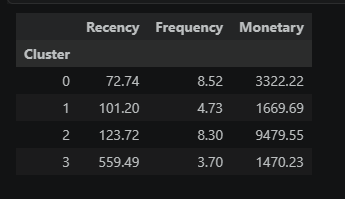 Recency Frequency Monetary
Cluster
0 72.74 8.52 3322.22
1 101.20 4.73 1669.69
2 123.72 8.30 9479.55
3 559.49 3.70 1470.23